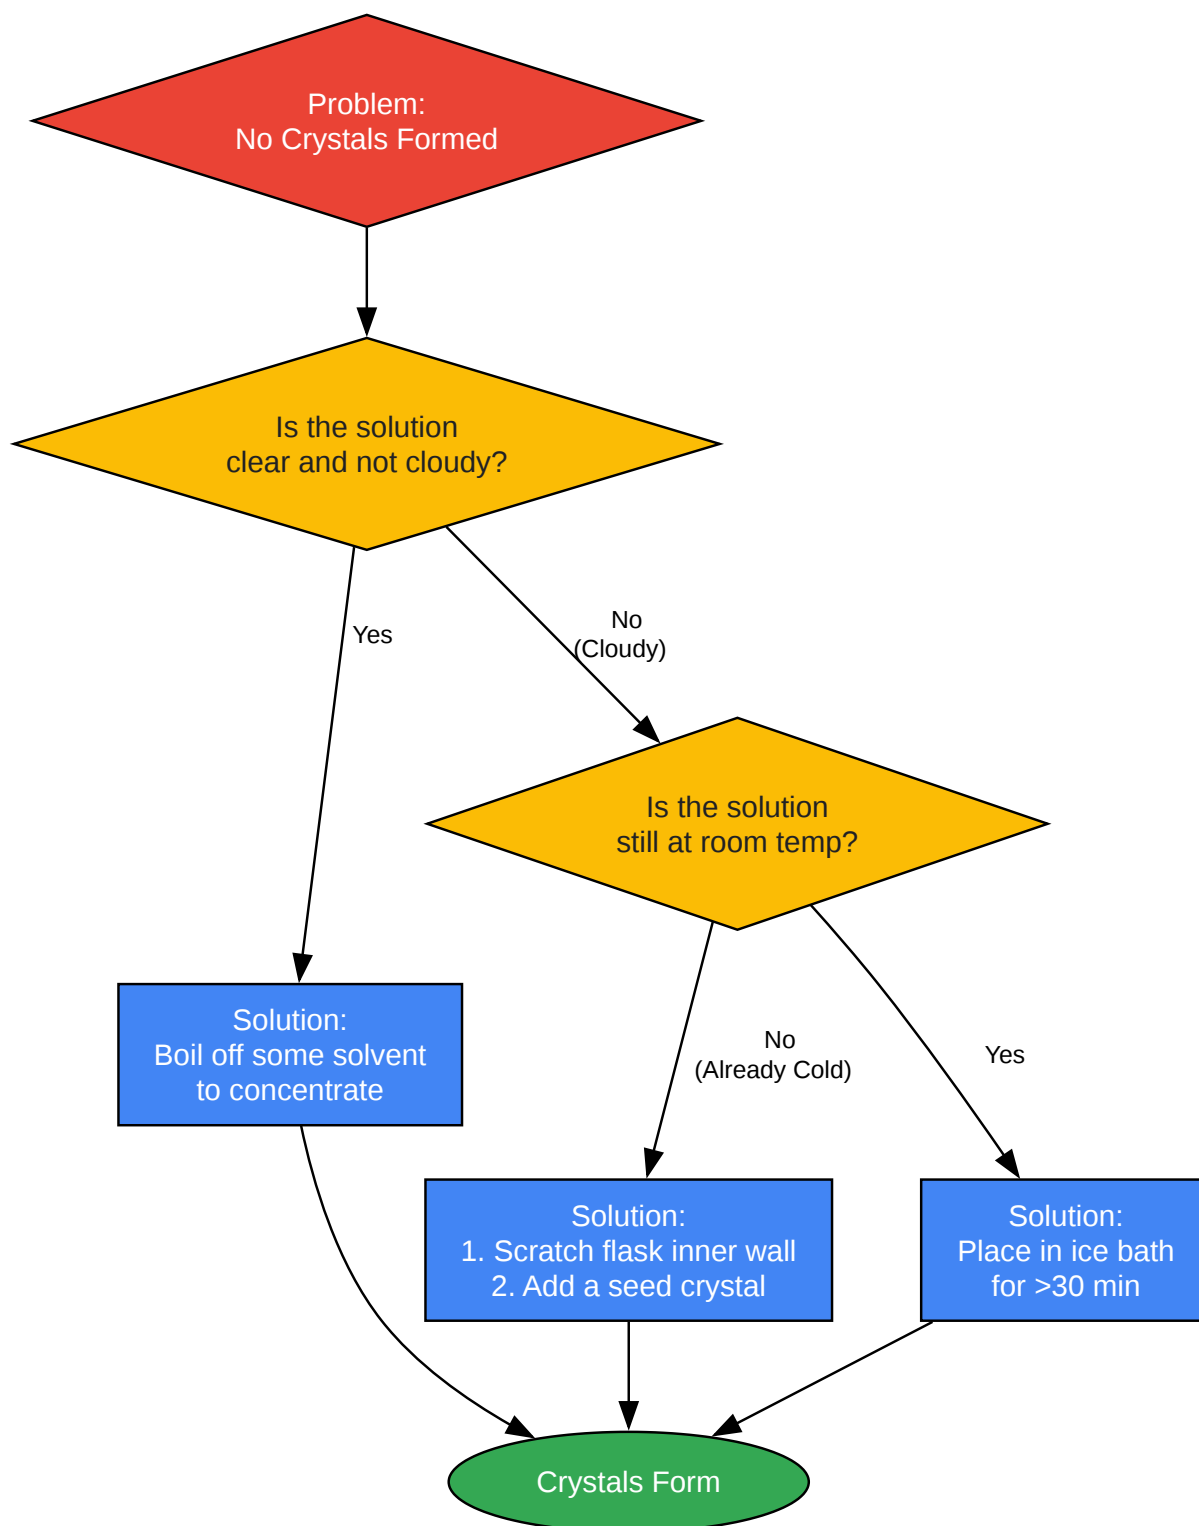 Problem:
No Crystals Formed
Is the solution
clear and not cloudy?
Yes
No
(Cloudy)
Is the solution
still at room temp?
Solution:
Boil off some solvent
to concentrate
No
(Already Cold)
Yes
Solution:
1. Scratch flask inner wall
2. Add a seed crystal
Solution:
Place in ice bath
for >30 min
Crystals Form